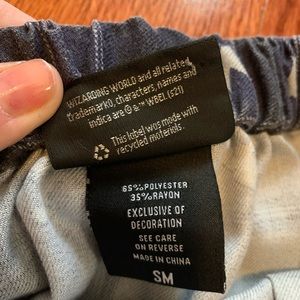 WIZARDING WORLD and all related
trademarks, characters, names and
indicia are © & ™ WBEI. (s21)
This label was made with
recycled materials.
65% POLYESTER
35% RAYON
EXCLUSIVE OF
DECORATION
SEE CARE
ON REVERSE
MADE IN CHINA
SM